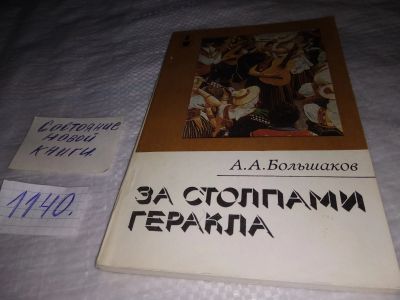 Состояние
новой
книги
1140.
А.А.Большаков
ЗА СТОЛПАМИ
ГЕРАКЛА